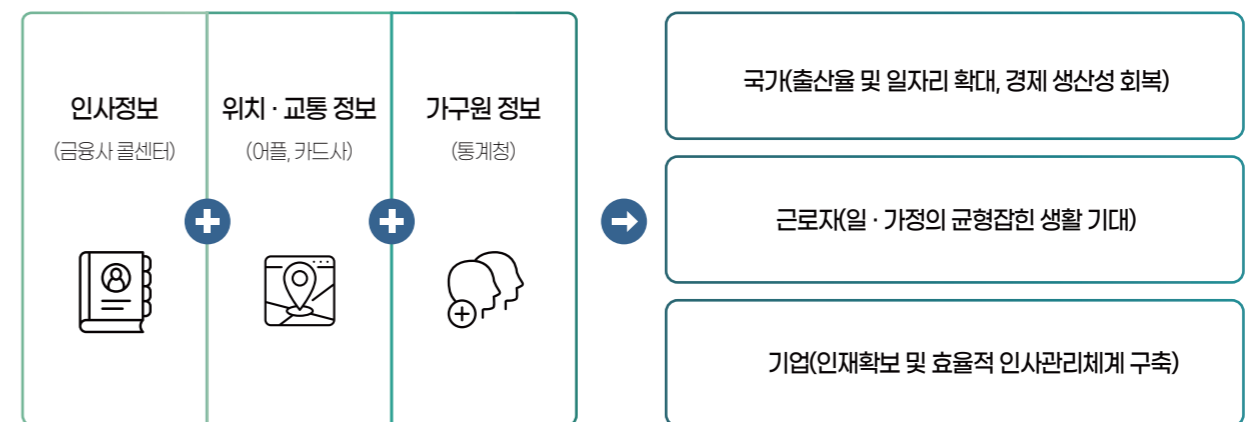 인사정보
(금융사 콜센터)
위치 · 교통 정보
(어플, 카드사)
가구원 정보
(통계청)
국가(출산율 및 일자리 확대, 경제 생산성 회복)
근로자(일 · 가정의 균형잡힌 생활 기대)
기업(인재확보 및 효율적 인사관리체계 구축)